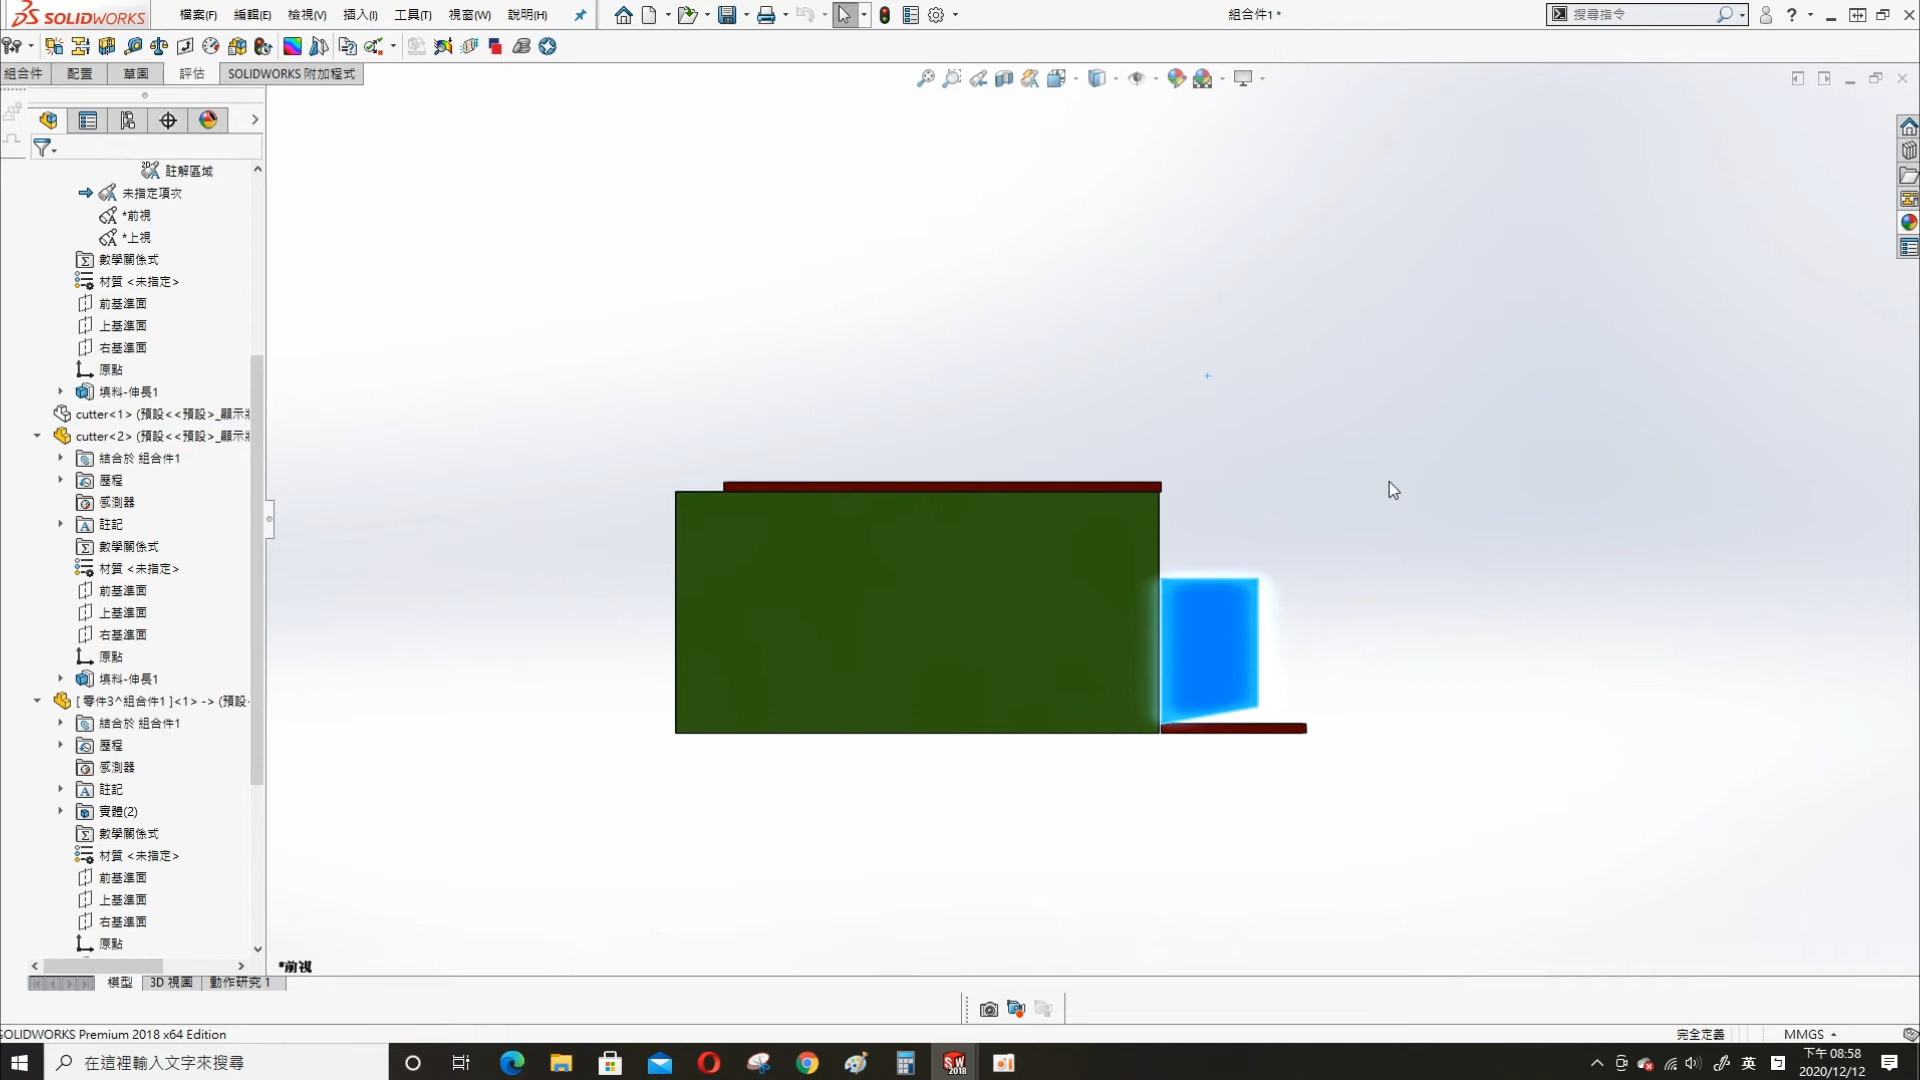 SOLIDWORKS 檔案(F) 編輯(E) 檢視(V) 插入(I) 工具(T) 視窗(W) 說明(H) 組合件1 * 搜尋指令
組合件 配置 草圖 評估 SOLIDWORKS 附加程式
註解區域
未指定項次
*前視
*上視
數學關係式
材質 <未指定>
前基準面
上基準面
右基準面
原點
填料-伸長1
cutter<1> (預設<<預設>_顯示
cutter<2> (預設<<預設>_顯示
結合於 組合件1
歷程
感測器
註記
數學關係式
材質 <未指定>
前基準面
上基準面
右基準面
原點
填料-伸長1
[ 零件3^組合件1 ]<1> -> (預設
結合於 組合件1
歷程
感測器
註記
實體(2)
數學關係式
材質 <未指定>
前基準面
上基準面
右基準面
原點
*前視
模型 3D 視圖 動作研究 1
SOLIDWORKS Premium 2018 x64 Edition 完全定義 MMGS
在這裡輸入文字來搜尋 SW 2018 英 下午 08:58
2020/12/12